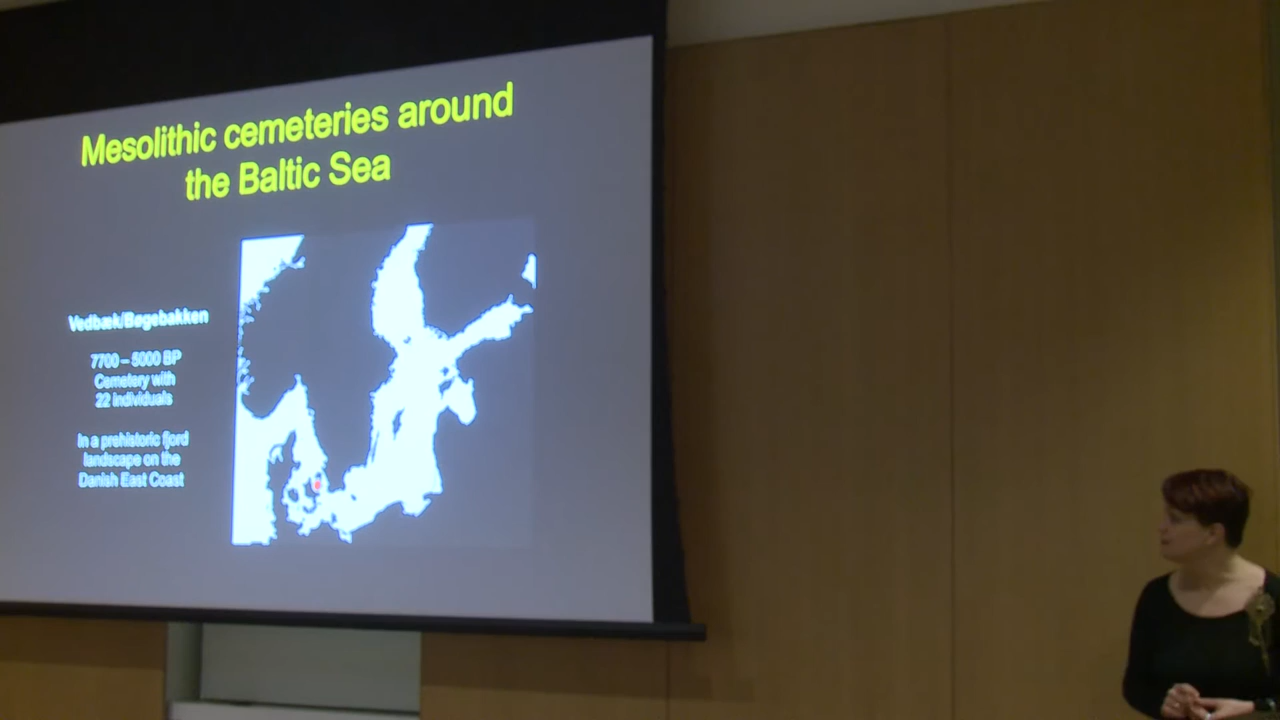 Mesolithic cemeteries around
the Baltic Sea
Vedbæk/Bøgebakken
7700 – 5000 BP
Cemetery with
22 individuals
In a prehistoric fjord
landscape on the
Danish East Coast